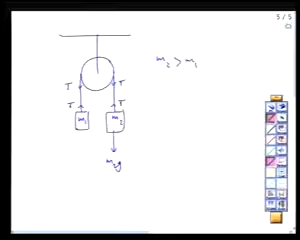 5 / 5
m₂ > m₁
T T
T T
m₁ m₂
m₂g